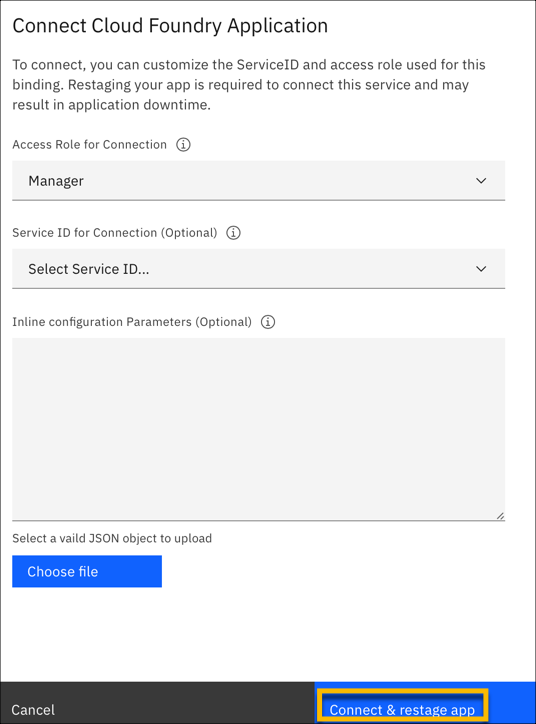 Connect Cloud Foundry Application
To connect, you can customize the ServiceID and access role used for this
binding. Restaging your app is required to connect this service and may
result in application downtime.
Access Role for Connection
Manager
Service ID for Connection (Optional)
Select Service ID...
Inline configuration Parameters (Optional)
Select a vaild JSON object to upload
Choose file
Cancel
Connect & restage app